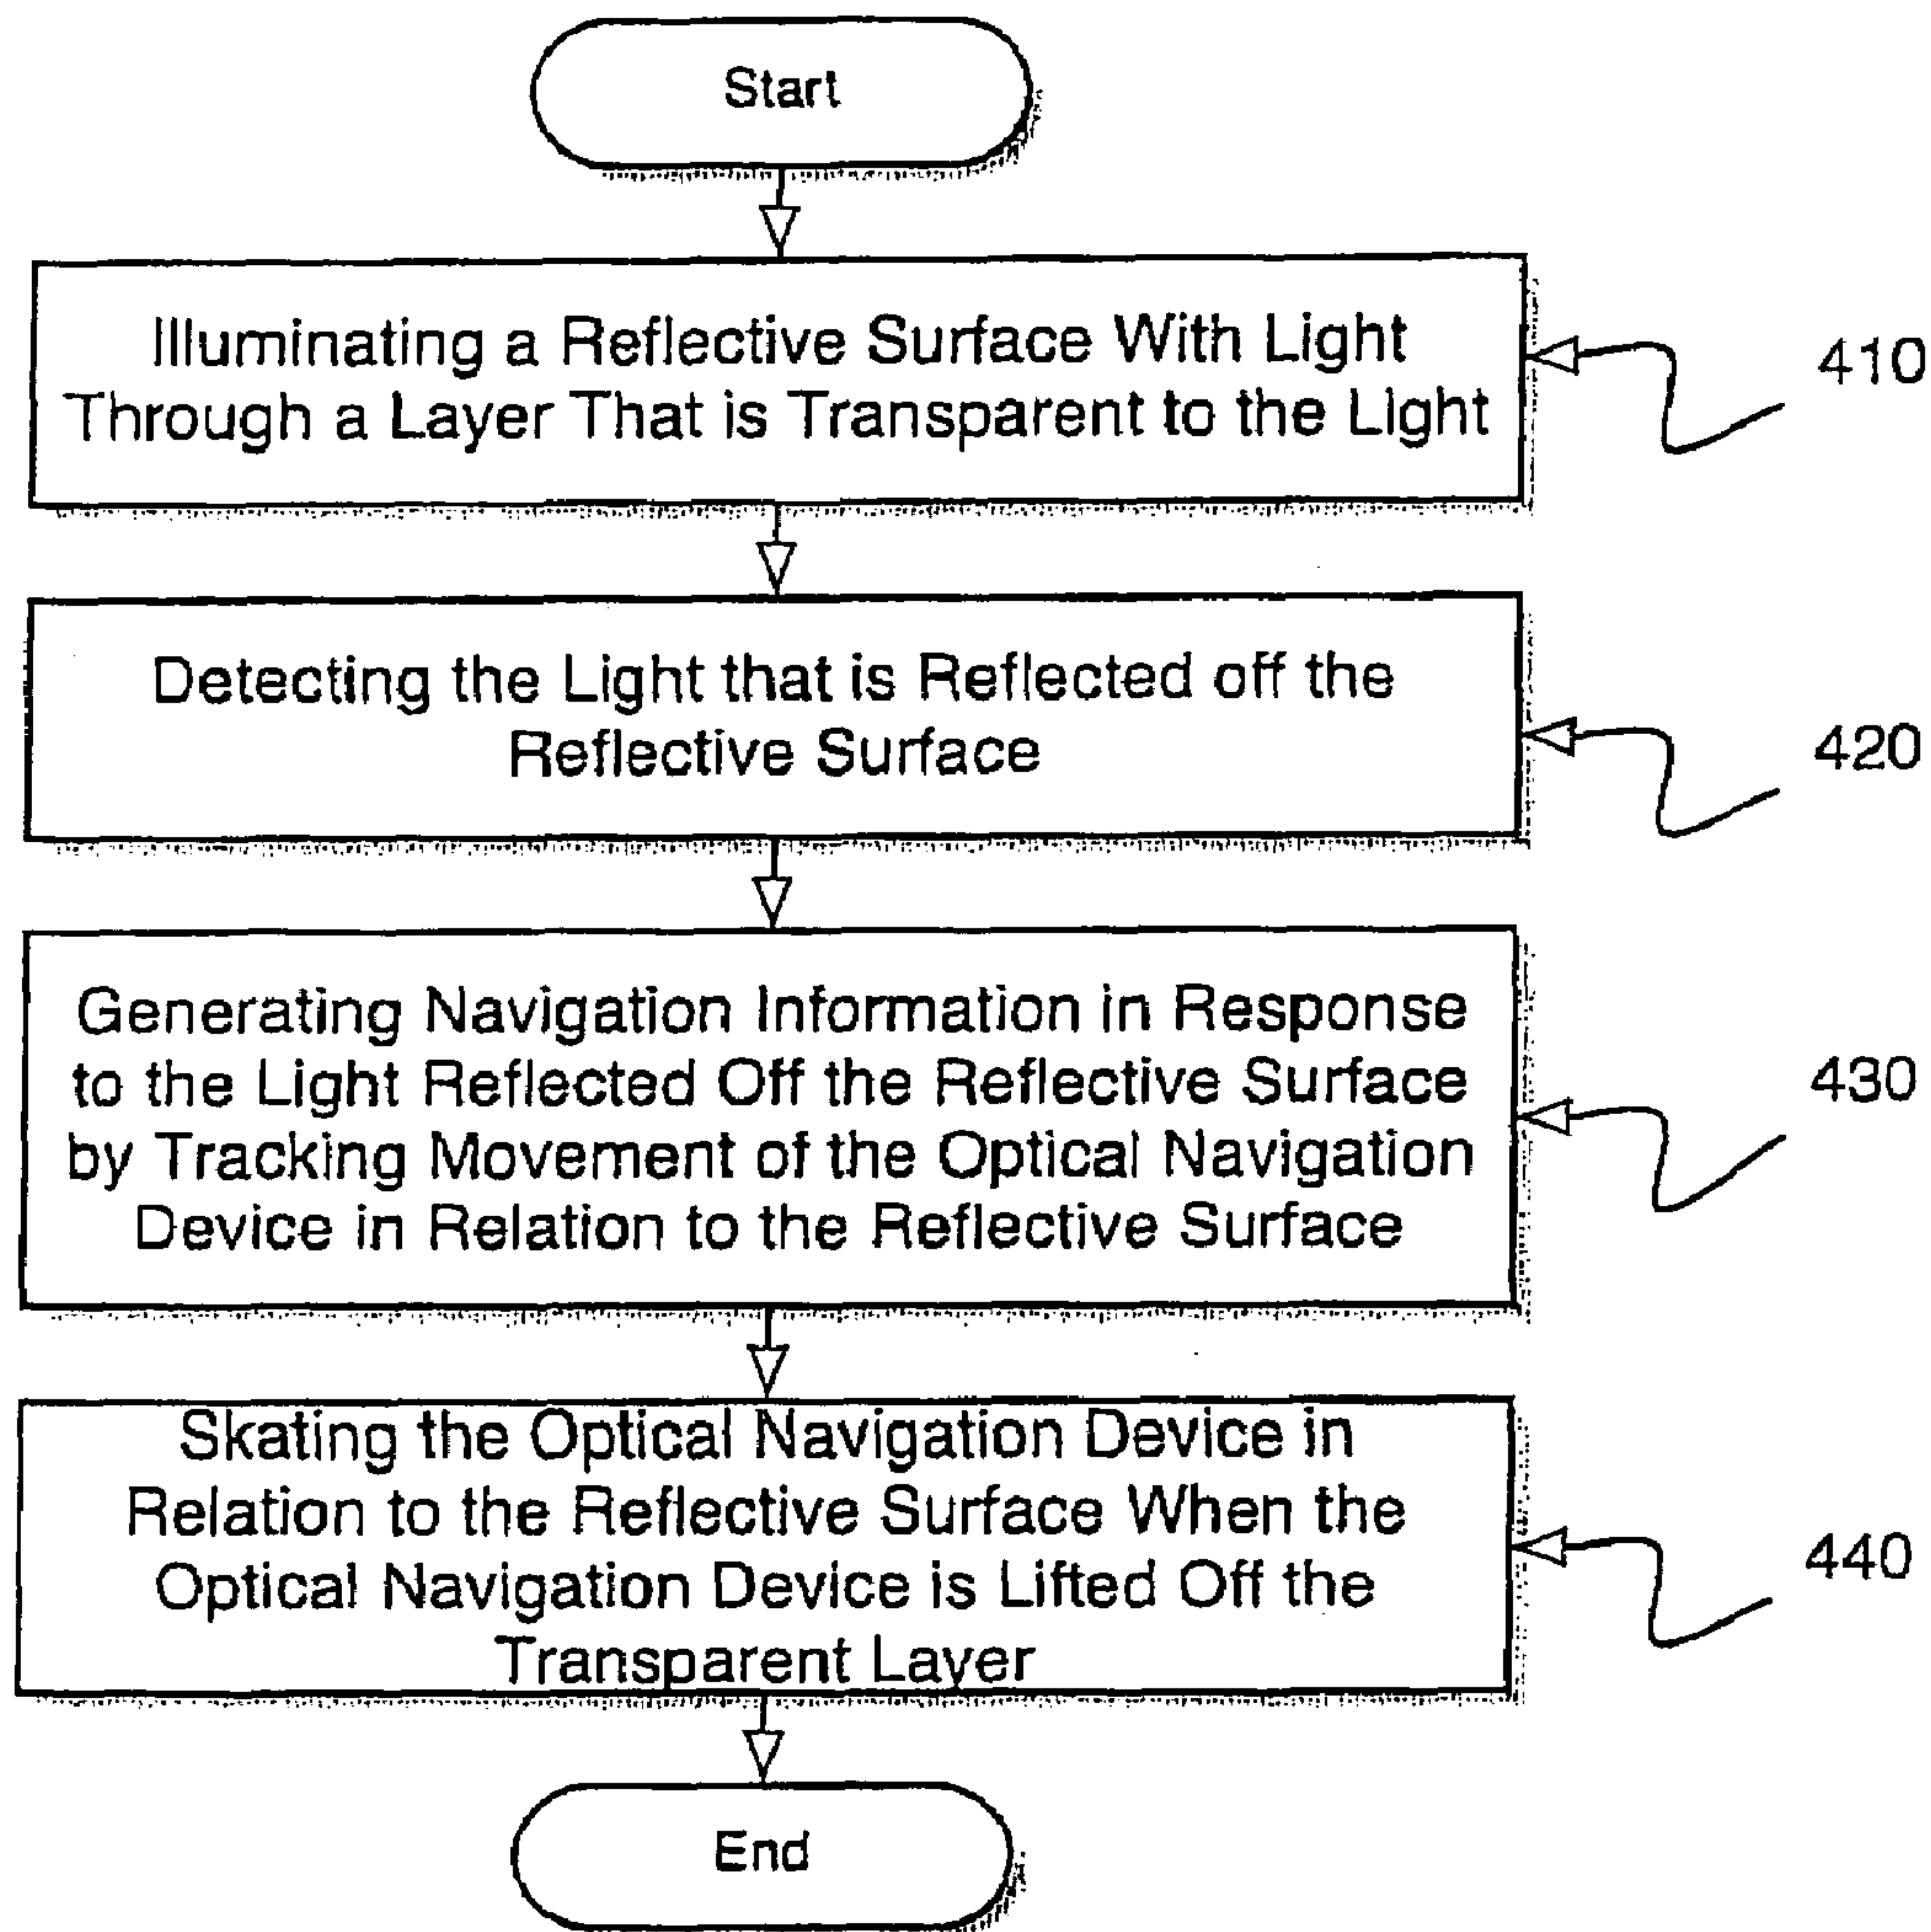 Start
Illuminating a Reflective Surface With Light
Through a Layer That is Transparent to the Light
410
Detecting the Light that is Reflected off the
Reflective Surface
420
Generating Navigation Information in Response
to the Light Reflected Off the Reflective Surface
by Tracking Movement of the Optical Navigation
Device in Relation to the Reflective Surface
430
Skating the Optical Navigation Device in
Relation to the Reflective Surface When the
Optical Navigation Device is Lifted Off the
Transparent Layer
440
End